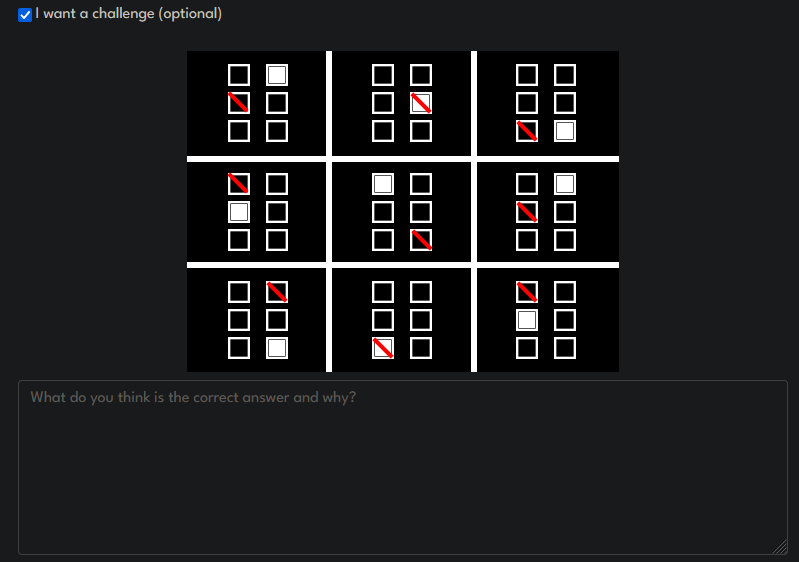 I want a challenge (optional)
What do you think is the correct answer and why?